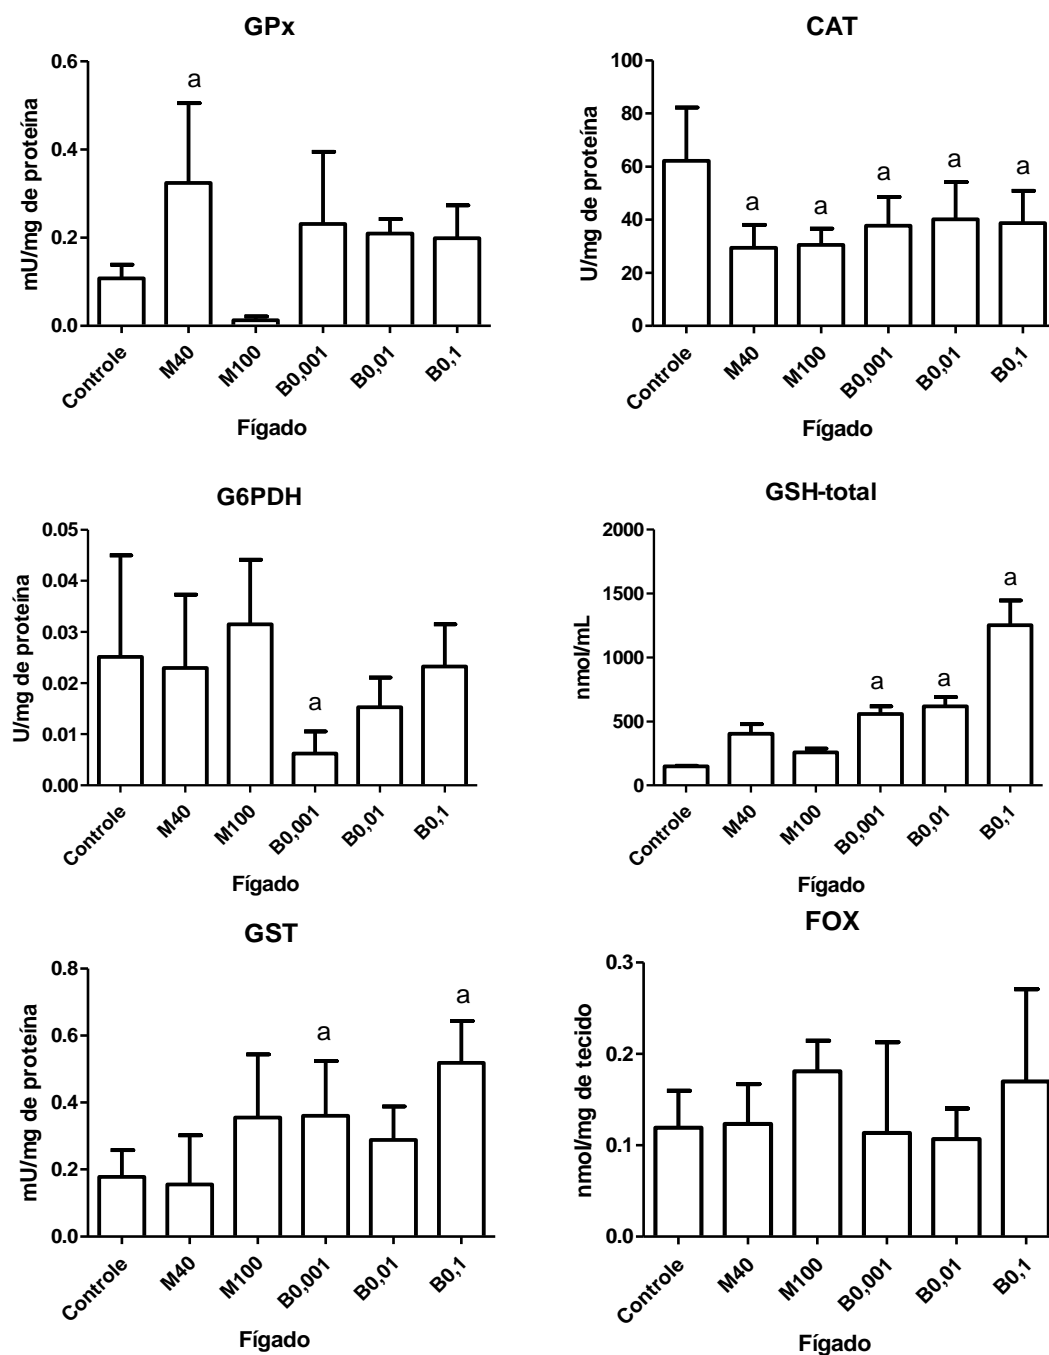 GPx
mU/mg de proteína
0.6
0.4
0.2
0.0
a
Controle
M40
M100
B0,001
B0,01
B0,1
Fígado
CAT
U/mg de proteína
100
80
60
40
20
0
a
a
a
a
a
Controle
M40
M100
B0,001
B0,01
B0,1
Fígado
G6PDH
U/mg de proteína
0.05
0.04
0.03
0.02
0.01
0.00
a
Controle
M40
M100
B0,001
B0,01
B0,1
Fígado
GSH-total
nmol/mL
2000
1500
1000
500
0
a
a
a
Controle
M40
M100
B0,001
B0,01
B0,1
Fígado
GST
mU/mg de proteína
0.8
0.6
0.4
0.2
0.0
a
a
Controle
M40
M100
B0,001
B0,01
B0,1
Fígado
FOX
nmol/mg de tecido
0.3
0.2
0.1
0.0
Controle
M40
M100
B0,001
B0,01
B0,1
Fígado